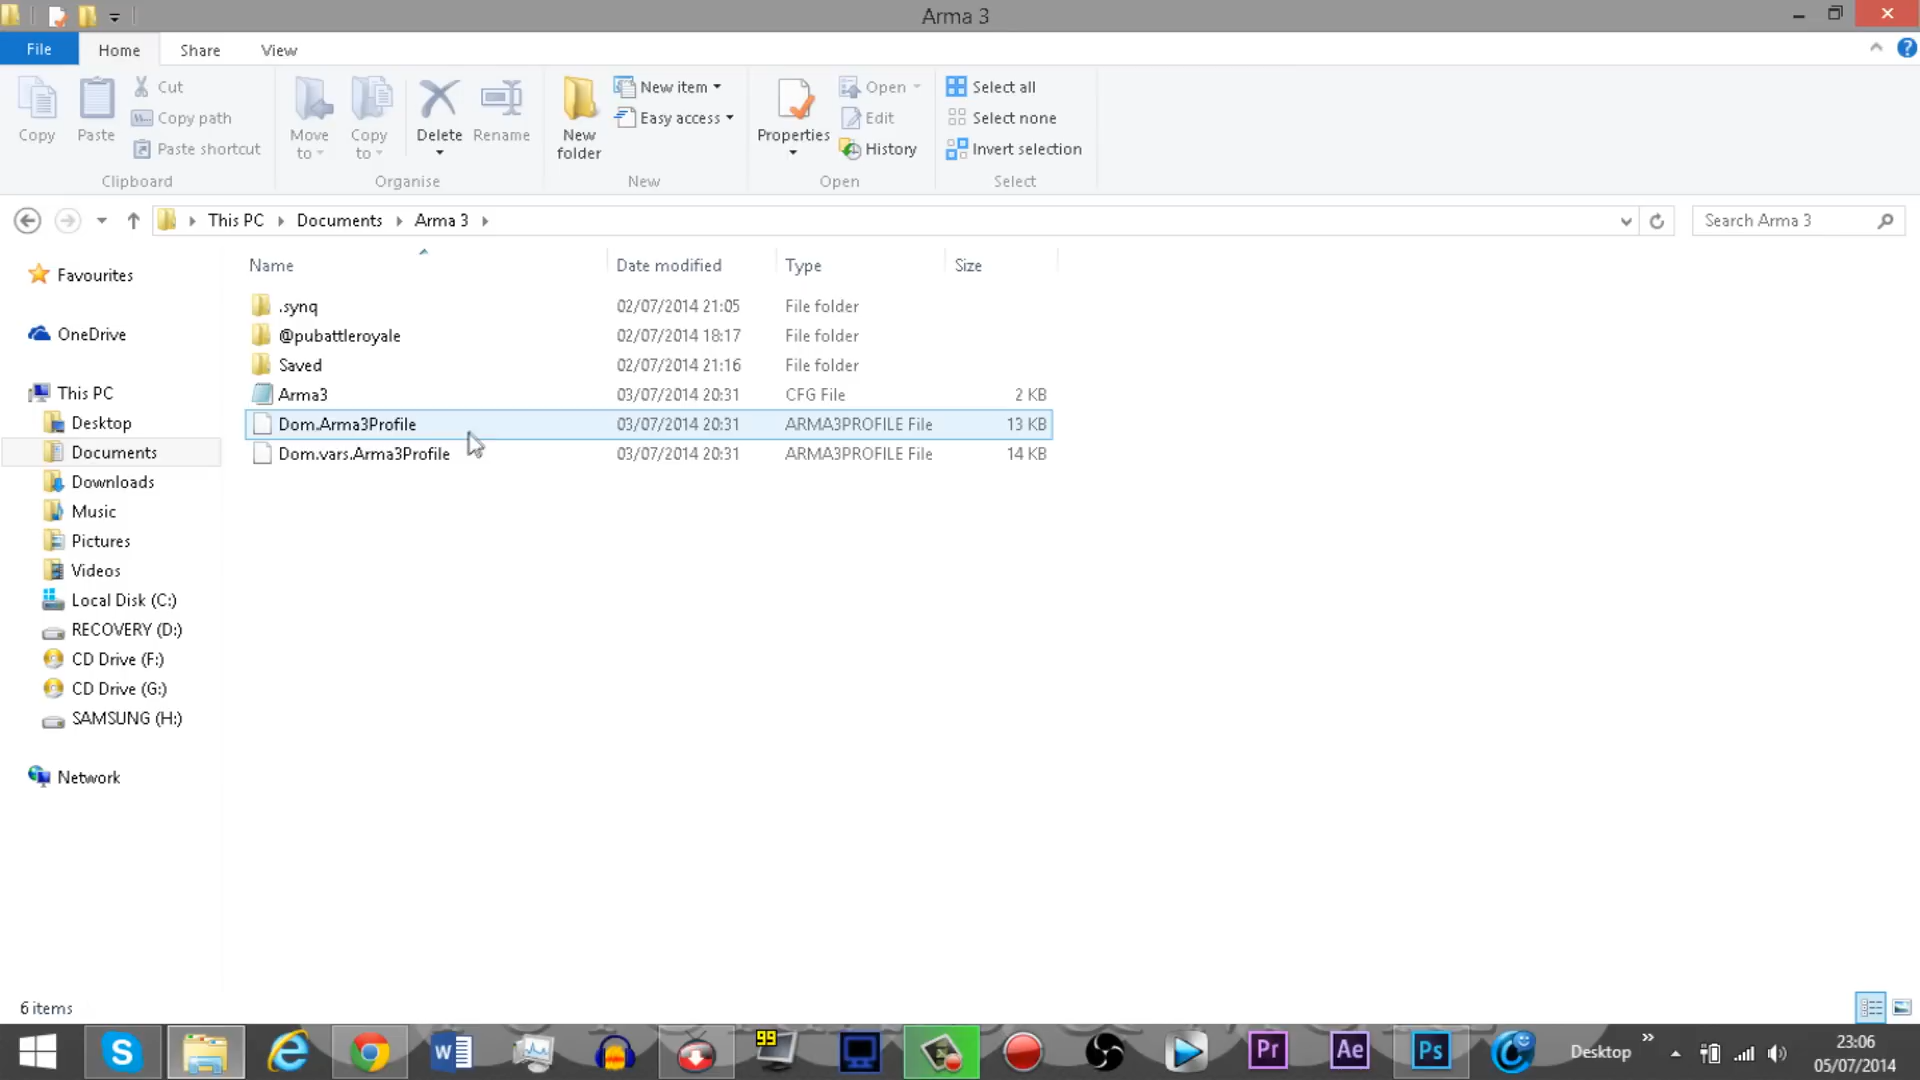 Arma 3
File Home Share View
Copy
Paste
Cut
Copy path
Paste shortcut
Clipboard
Move to
Copy to
Delete
Rename
Organise
New folder
New item
Easy access
New
Properties
Open
Edit
History
Open
Select all
Select none
Invert selection
Select
This PC Documents Arma 3
Search Arma 3
Name Date modified Type Size
.synq 02/07/2014 21:05 File folder
@pubattleroyale 02/07/2014 18:17 File folder
Saved 02/07/2014 21:16 File folder
Arma3 03/07/2014 20:31 CFG File 2 KB
Dom.Arma3Profile 03/07/2014 20:31 ARMA3PROFILE File 13 KB
Dom.vars.Arma3Profile 03/07/2014 20:31 ARMA3PROFILE File 14 KB
Favourites
OneDrive
This PC
Desktop
Documents
Downloads
Music
Pictures
Videos
Local Disk (C:)
RECOVERY (D:)
CD Drive (F:)
CD Drive (G:)
SAMSUNG (H:)
Network
6 items
99
Pr
Ae
Ps
Desktop
23:06
05/07/2014